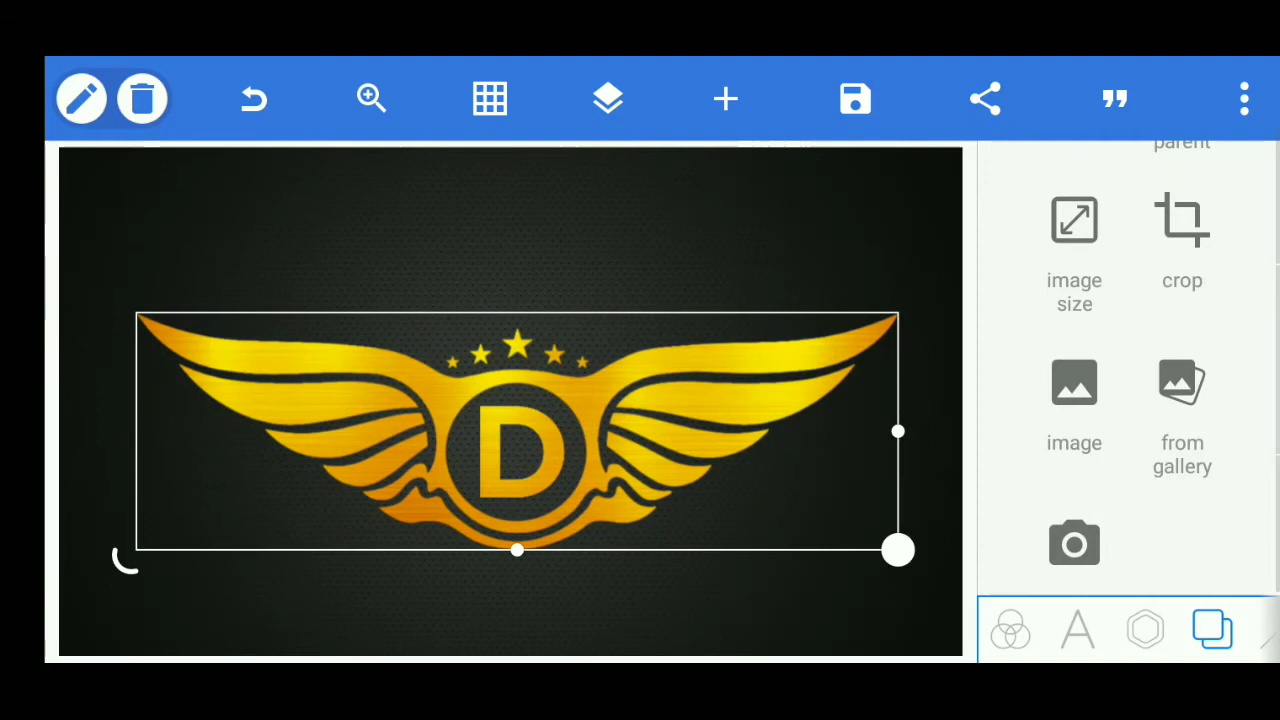 parent
image
size
crop
image
from
gallery
D